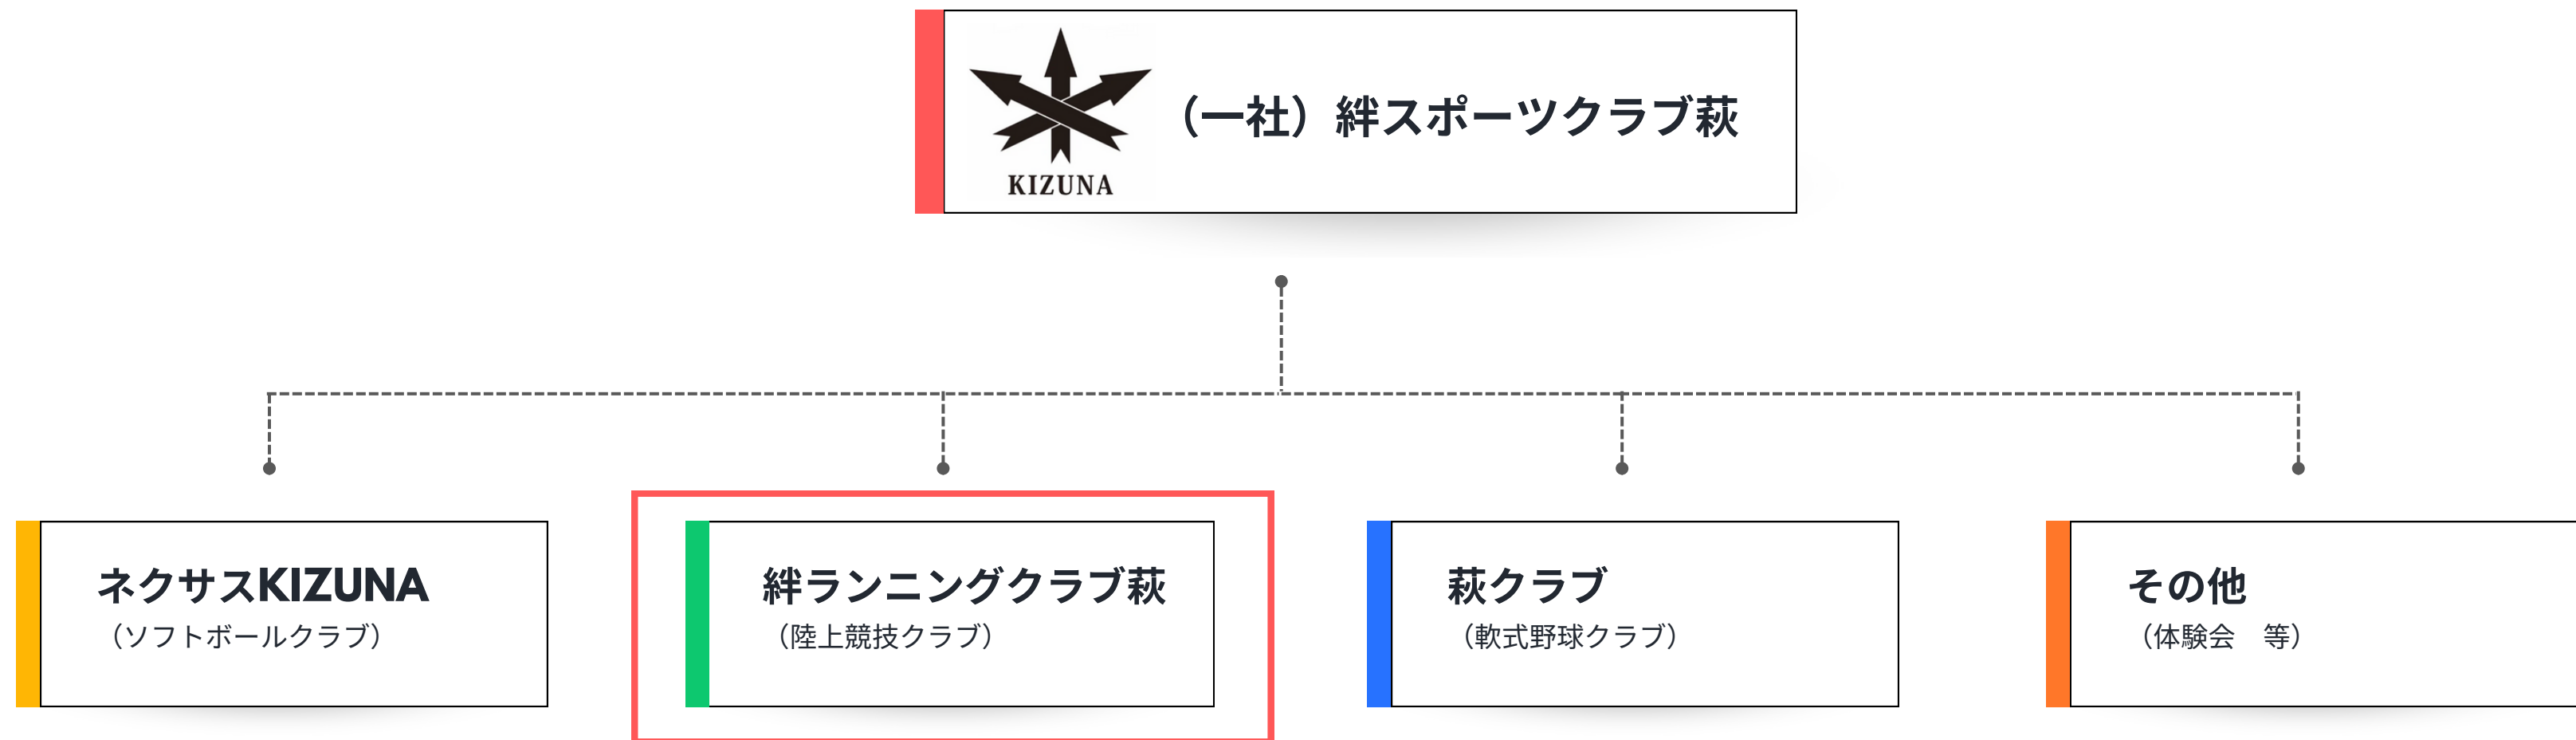 （一社）絆スポーツクラブ萩
KIZUNA
ネクサスKIZUNA
（ソフトボールクラブ）
絆ランニングクラブ萩
（陸上競技クラブ）
萩クラブ
（軟式野球クラブ）
その他
（体験会　等）